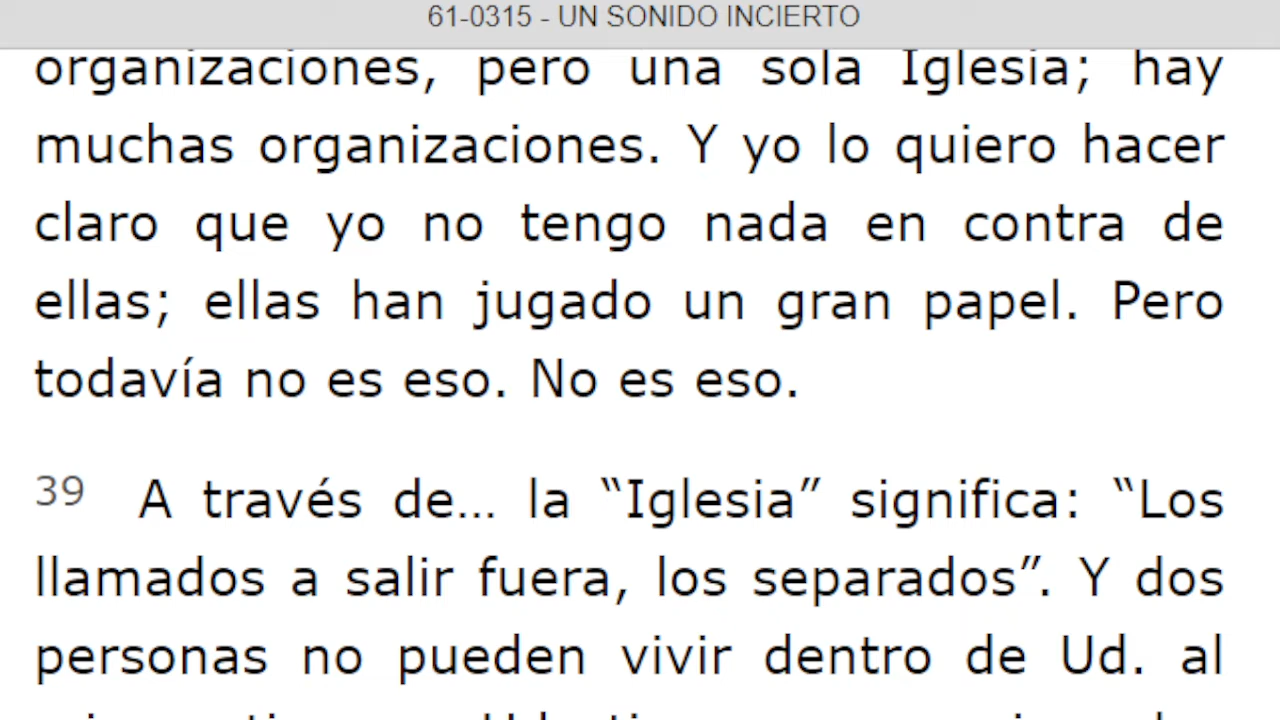 61-0315 - UN SONIDO INCIERTO
organizaciones, pero una sola Iglesia; hay
muchas organizaciones. Y yo lo quiero hacer
claro que yo no tengo nada en contra de
ellas; ellas han jugado un gran papel. Pero
todavía no es eso. No es eso.
39 A través de... la “Iglesia” significa: “Los
llamados a salir fuera, los separados”. Y dos
personas no pueden vivir dentro de Ud. al